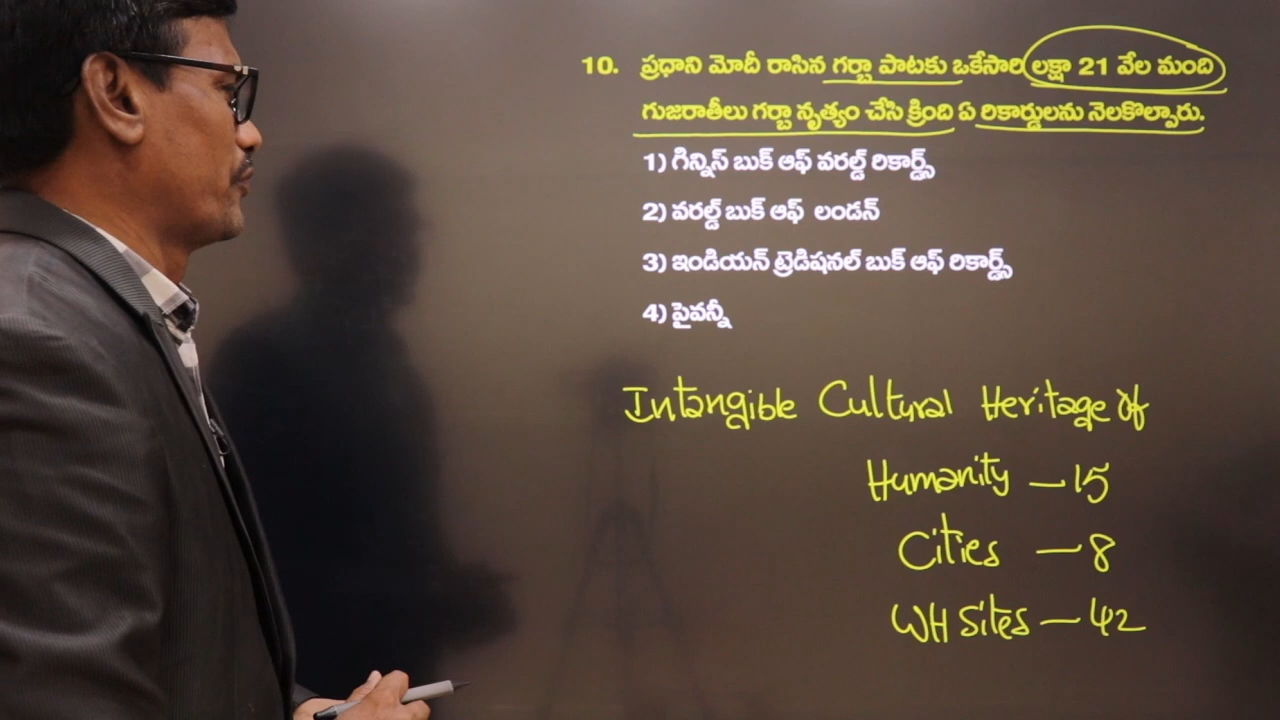 10. ప్రధాని మోదీ రాసిన గర్బా పాటకు ఒకేసారి లక్షా 21 వేల మంది
గుజరాతీలు గర్బా నృత్యం చేసి క్రింది ఏ రికార్డులను నెలకొల్పారు.
1) గిన్నిస్ బుక్ ఆఫ్ వరల్డ్ రికార్డ్స్
2) వరల్డ్ బుక్ ఆఫ్ లండన్
3) ఇండియన్ ట్రెడిషనల్ బుక్ ఆఫ్ రికార్డ్స్
4) పైవన్నీ
Intangible Cultural Heritage of
Humanity — 15
Cities — 8
WH Sites — 42